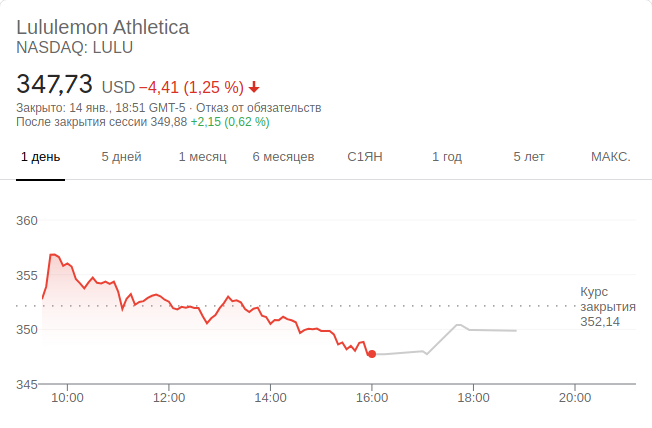 Lululemon Athletica
NASDAQ: LULU
347,73 USD −4,41 (1,25 %)
Закрыто: 14 янв., 18:51 GMT-5 · Отказ от обязательств
После закрытия сессии 349,88 +2,15 (0,62 %)
1 день 5 дней 1 месяц 6 месяцев С1ЯН 1 год 5 лет МАКС.
360
355
Курс
закрытия
352,14
350
345
10:00 12:00 14:00 16:00 18:00 20:00